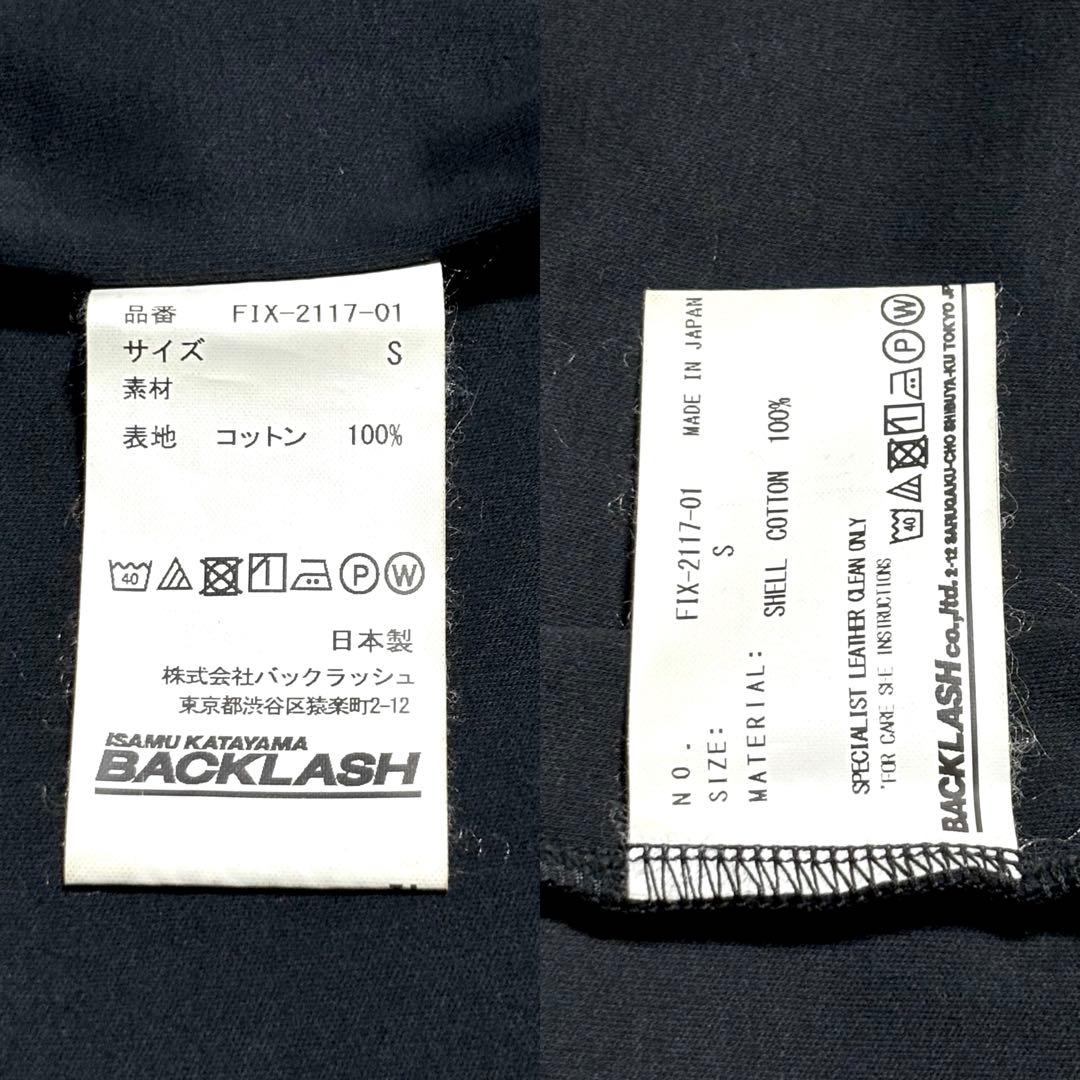 品番 FIX-2117-01
サイズ S
素材
表地 コットン 100%
40
P W
日本製
株式会社バックラッシュ
東京都渋谷区猿楽町2-12
ISAMU KATAYAMA
BACKLASH
NO. FIX-2117-01 MADE IN JAPAN
SIZE: S
MATERIAL: SHELL COTTON 100%
SPECIALIST LEATHER CLEAN ONLY
FOR CARE SEE INSTRUCTIONS
40 P W
BACKLASH co.,ltd. 2-12 SARUGAKU-CHO SHIBUYA-KU TOKYO